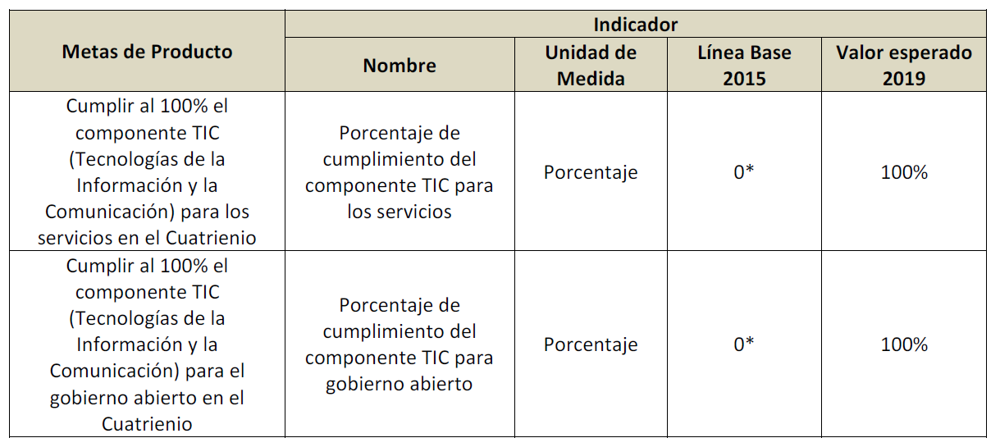 Metas de Producto
Indicador
Nombre
Unidad de
Medida
Línea Base
2015
Valor esperado
2019
Cumplir al 100% el
componente TIC
(Tecnologías de la
Información y la
Comunicación) para los
servicios en el Cuatrienio
Porcentaje de
cumplimiento del
componente TIC para
los servicios
Porcentaje
0*
100%
Cumplir al 100% el
componente TIC
(Tecnologías de la
Información y la
Comunicación) para el
gobierno abierto en el
Cuatrienio
Porcentaje de
cumplimiento del
componente TIC para
gobierno abierto
Porcentaje
0*
100%